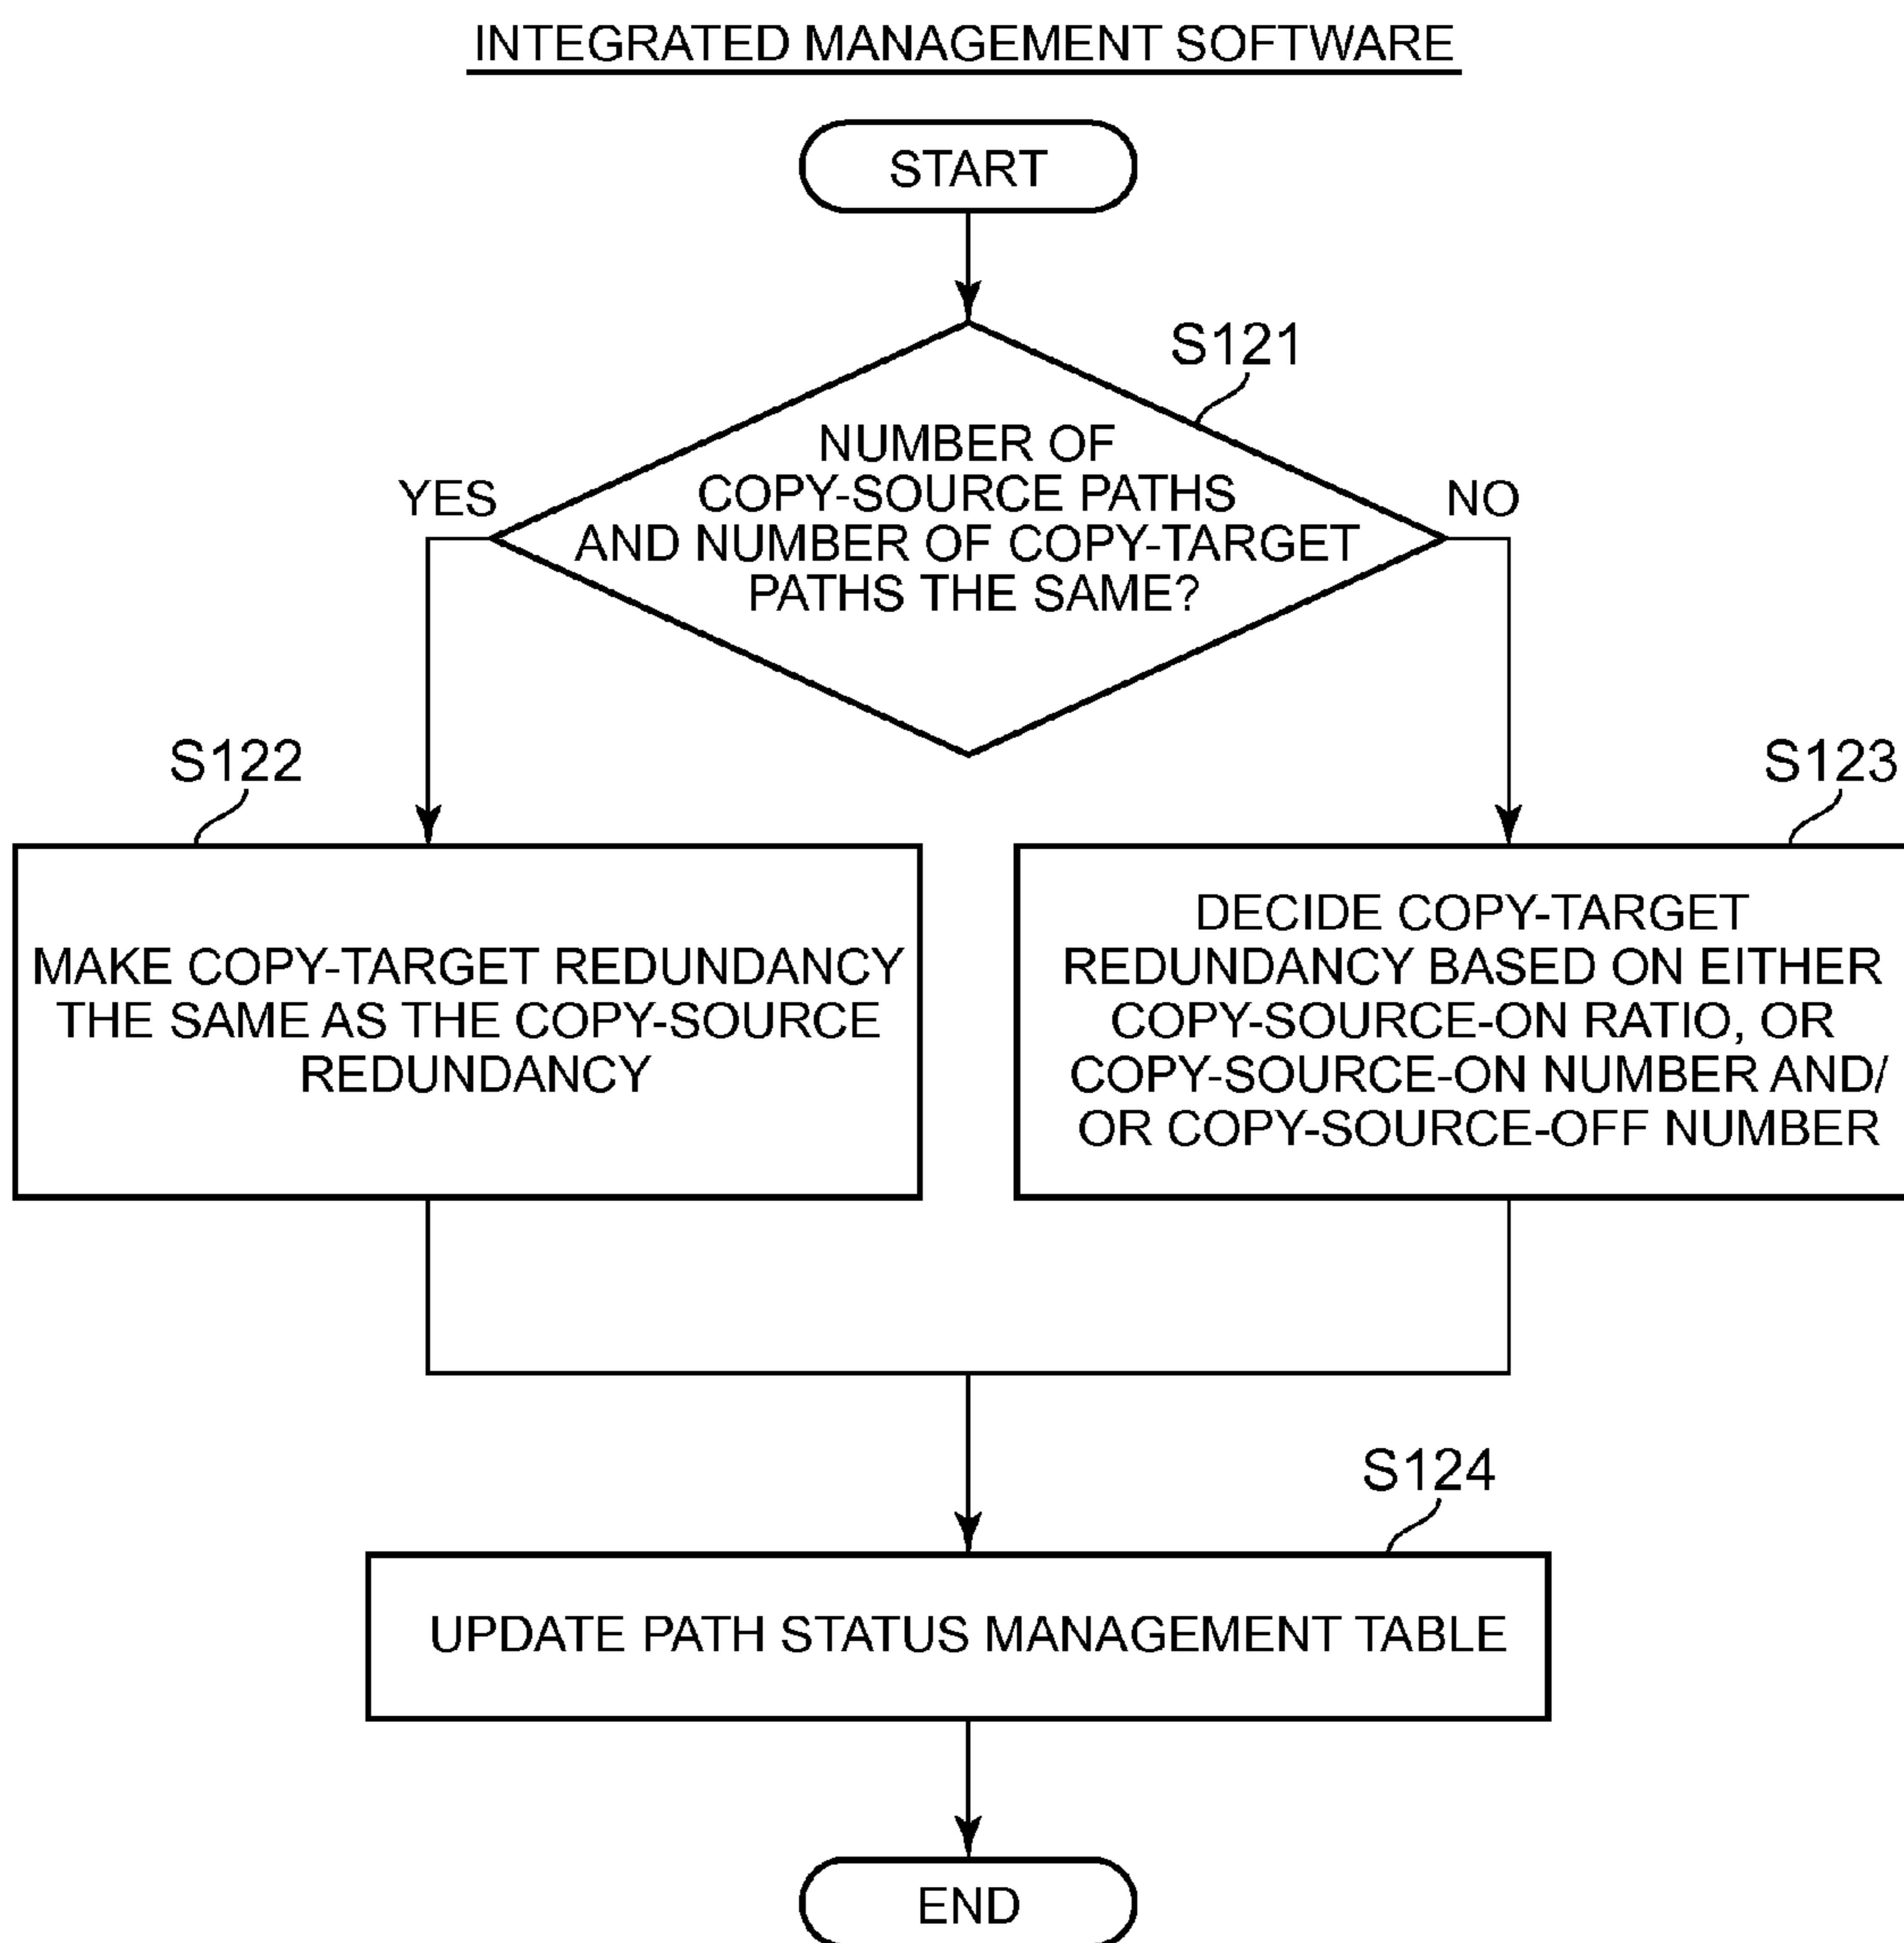 INTEGRATED MANAGEMENT SOFTWARE
START
S121
NUMBER OF
COPY-SOURCE PATHS
AND NUMBER OF COPY-TARGET
PATHS THE SAME?
YES
NO
S122
MAKE COPY-TARGET REDUNDANCY
THE SAME AS THE COPY-SOURCE
REDUNDANCY
S123
DECIDE COPY-TARGET
REDUNDANCY BASED ON EITHER
COPY-SOURCE-ON RATIO, OR
COPY-SOURCE-ON NUMBER AND/
OR COPY-SOURCE-OFF NUMBER
S124
UPDATE PATH STATUS MANAGEMENT TABLE
END